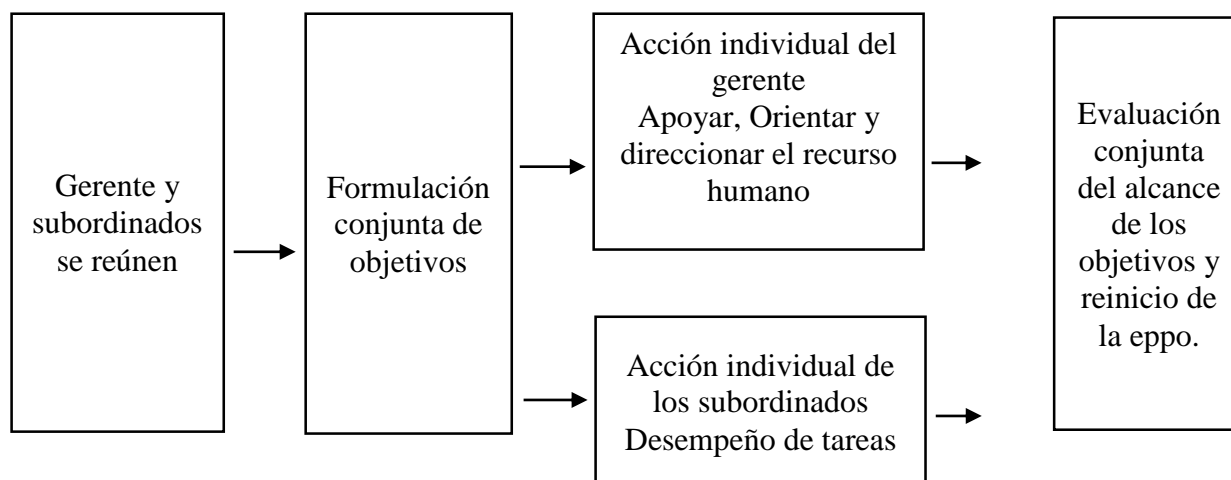 Gerente y
subordinados
se reúnen
Formulación
conjunta de
objetivos
Acción individual del
gerente
Apoyar, Orientar y
direccionar el recurso
humano
Acción individual de
los subordinados
Desempeño de tareas
Evaluación
conjunta
del alcance
de los
objetivos y
reinicio de
la eppo.